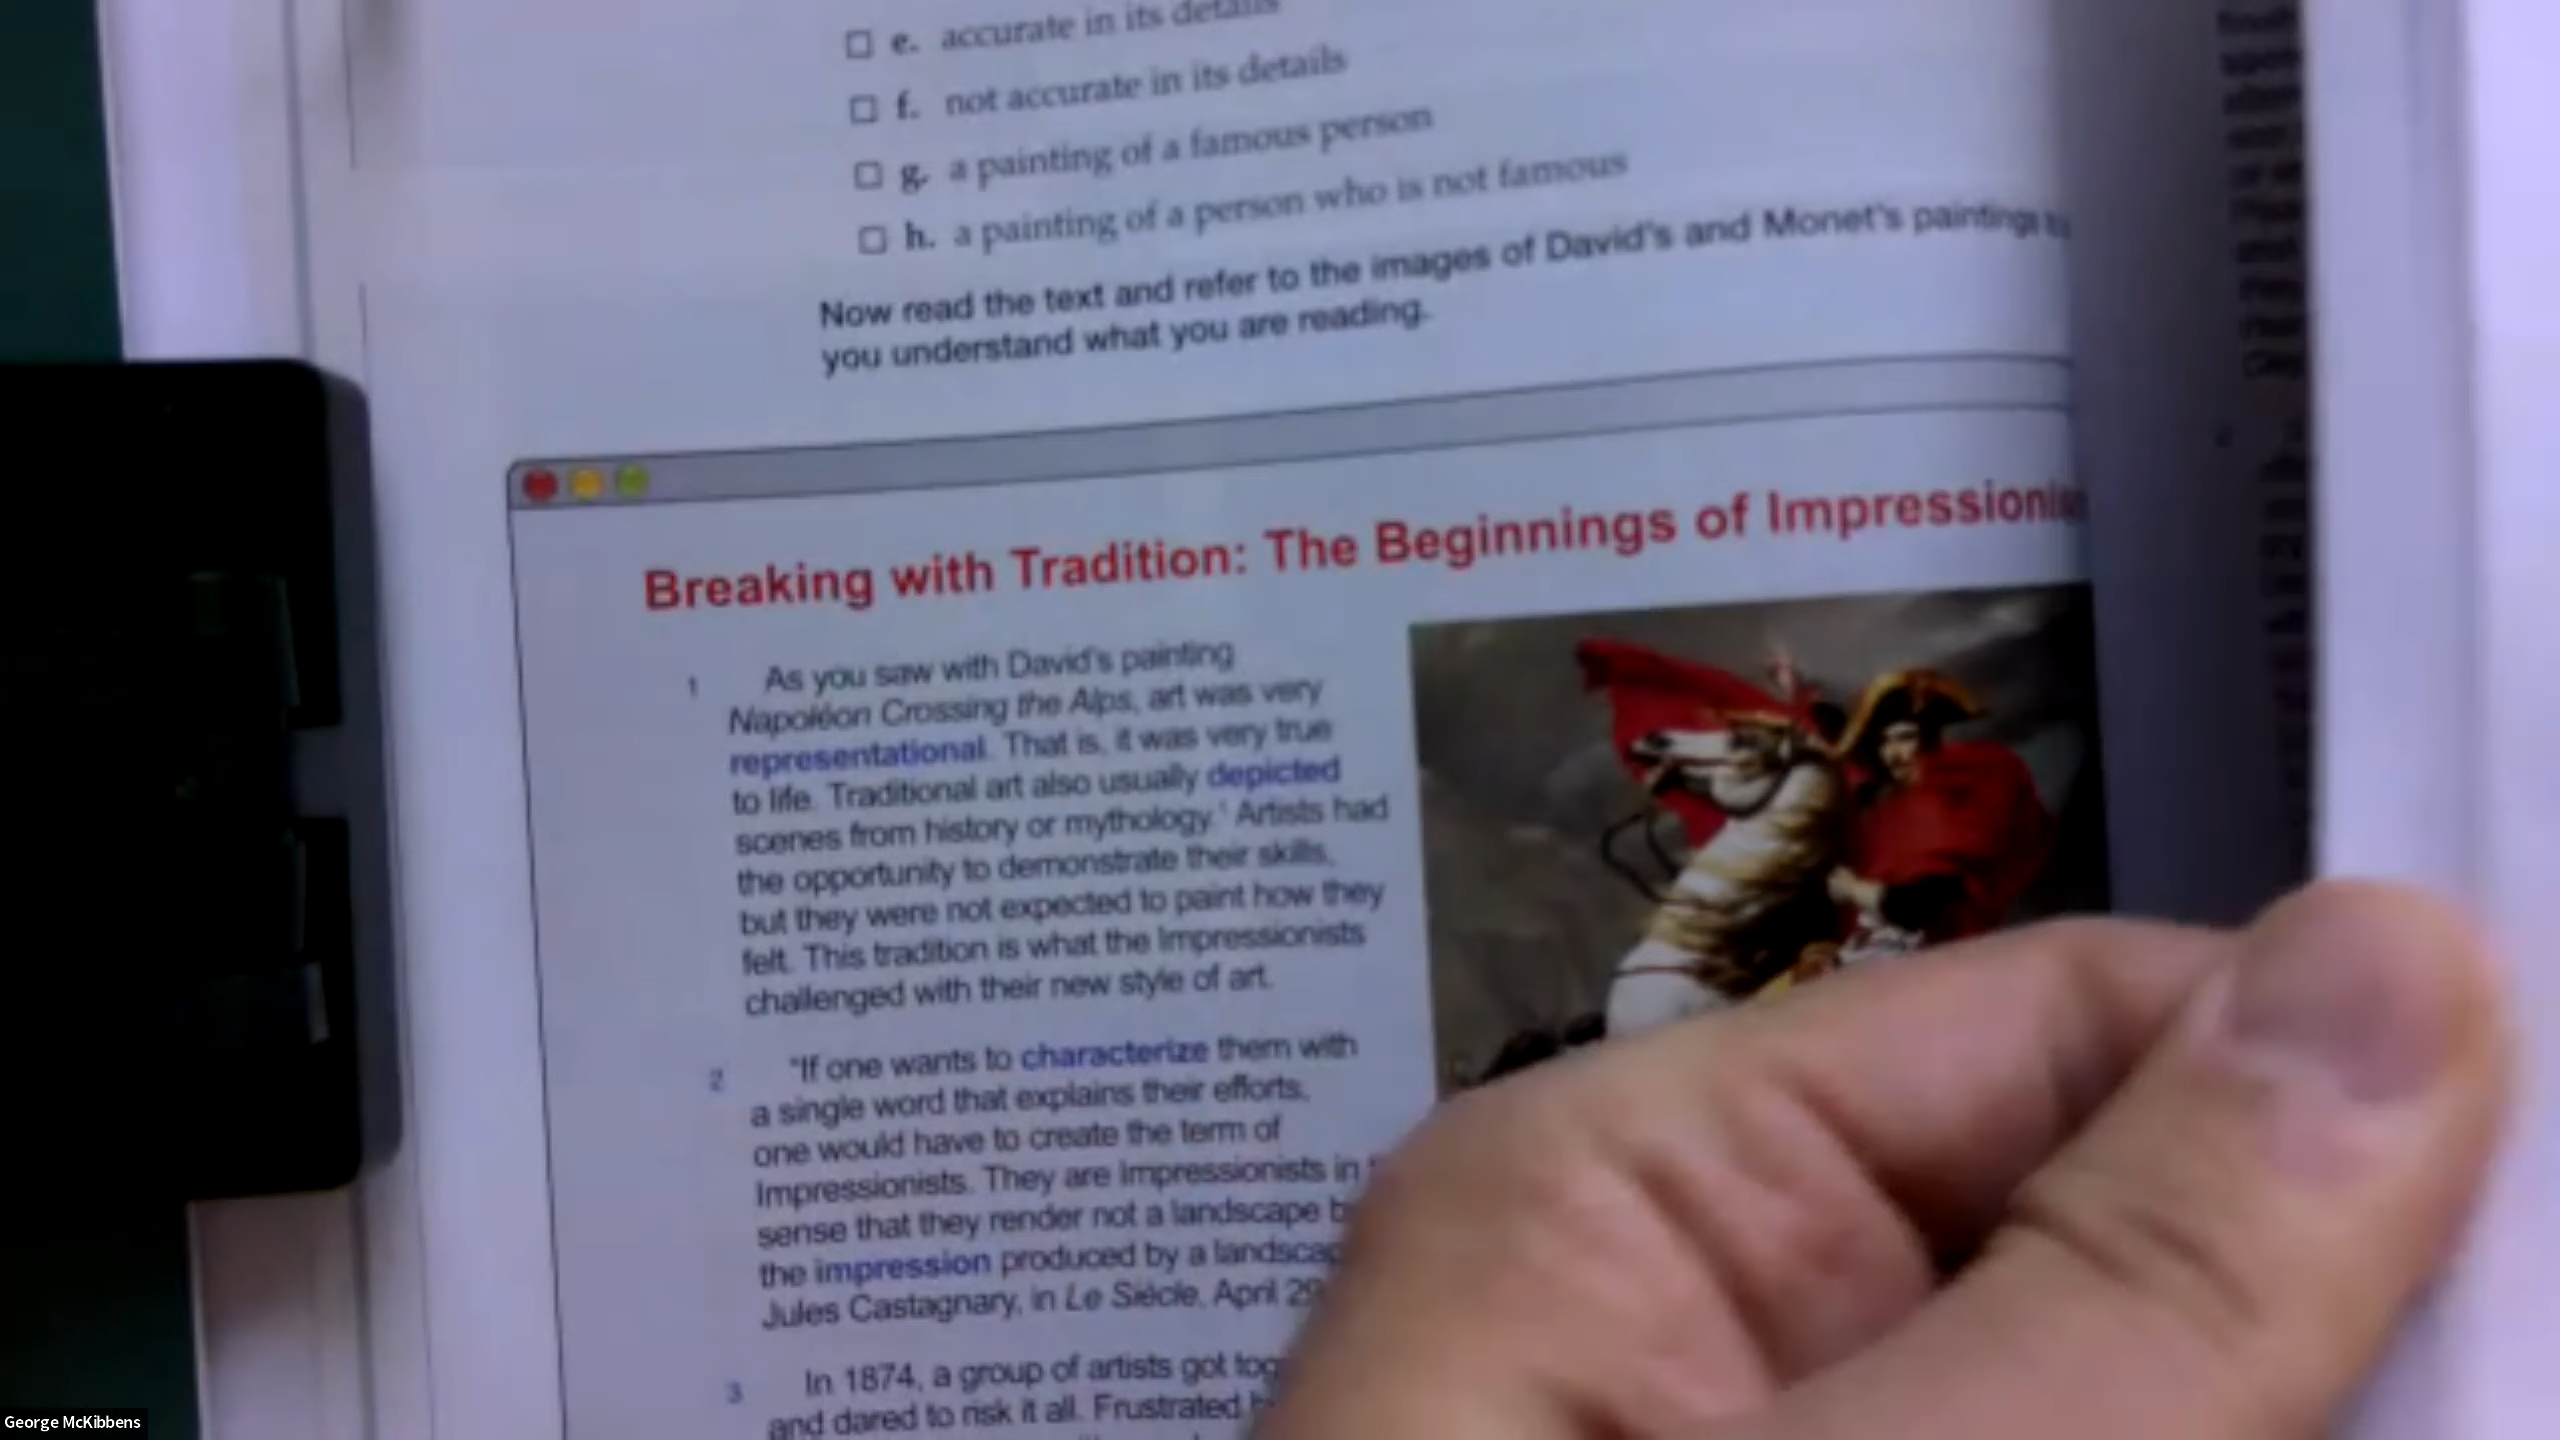 e. accurate in its details
f. not accurate in its details
g. a painting of a famous person
h. a painting of a person who is not famous
Now read the text and refer to the images of David's and Monet's paintings
you understand what you are reading.
Breaking with Tradition: The Beginnings of
1 As you saw with David's painting
Napoléon Crossing the Alps, art was very
representational. That is, it was very true
to life. Traditional art also usually depicted
scenes from history or mythology.¹ Artists had
the opportunity to demonstrate their skills,
but they were not expected to paint how they
felt. This tradition is what the Impressionists
challenged with their new style of art.
2 "If one wants to characterize them with
a single word that explains their efforts,
one would have to create the term of
Impressionists. They are Impressionists in
sense that they render not a landscape
the impression produced by a
Jules Castagnary, in Le Siécle, April 29
3 In 1874, a group of artists got
and dared to risk it all. Frustrated
George McKibbens